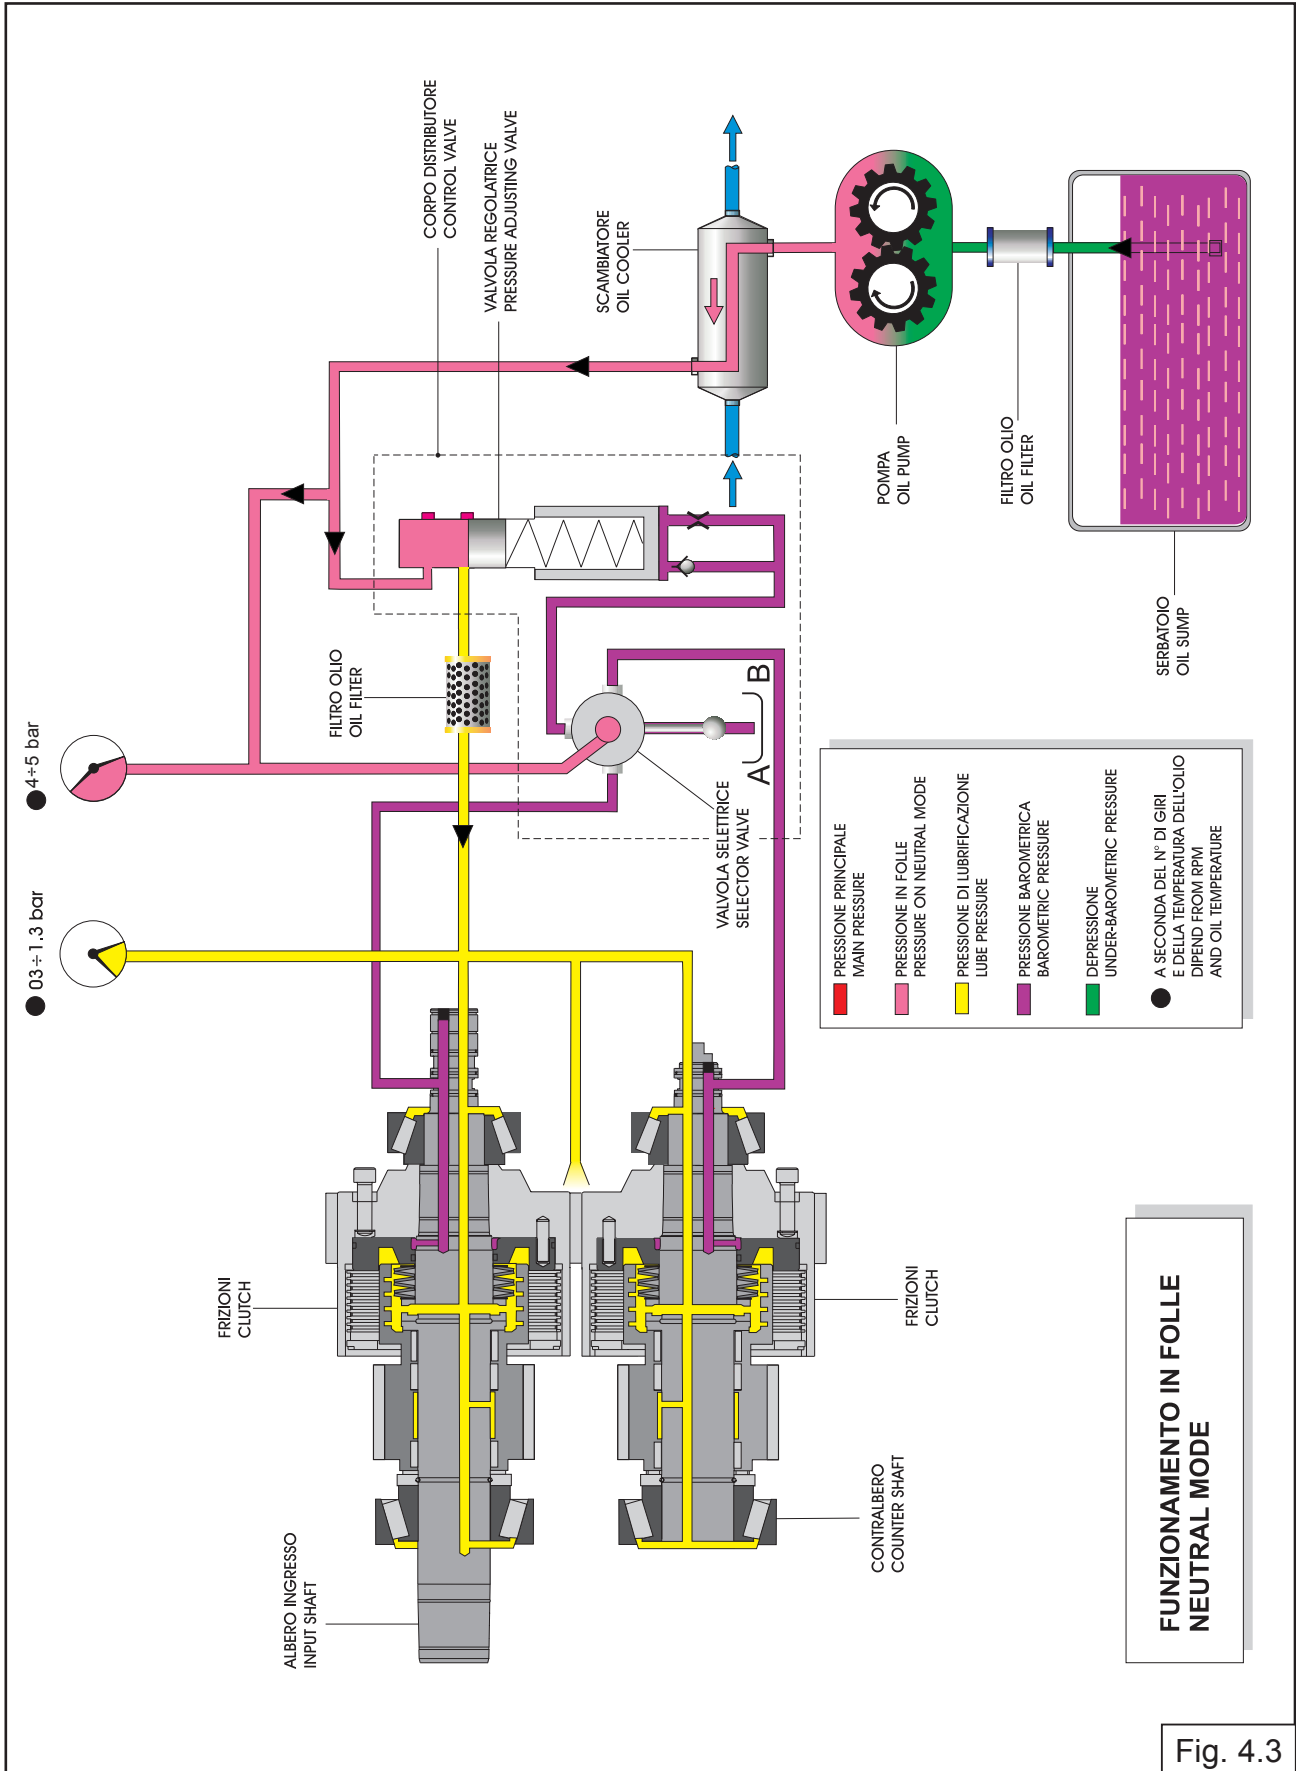 ● 03÷1.3 bar
● 4÷5 bar
CORPO DISTRIBUTORE
CONTROL VALVE
VALVOLA REGOLATRICE
PRESSURE ADJUSTING VALVE
SCAMBIATORE
OIL COOLER
POMPA
OIL PUMP
FILTRO OLIO
OIL FILTER
SERBATOIO
OIL SUMP
FILTRO OLIO
OIL FILTER
VALVOLA SELETTRICE
SELECTOR VALVE
A
B
FRIZIONI
CLUTCH
FRIZIONI
CLUTCH
ALBERO INGRESSO
INPUT SHAFT
CONTRALBERO
COUNTER SHAFT
PRESSIONE PRINCIPALE
MAIN PRESSURE
PRESSIONE IN FOLLE
PRESSURE ON NEUTRAL MODE
PRESSIONE DI LUBRIFICAZIONE
LUBE PRESSURE
PRESSIONE BAROMETRICA
BAROMETRIC PRESSURE
DEPRESSIONE
UNDER-BAROMETRIC PRESSURE
● A SECONDA DEL N° DI GIRI
E DELLA TEMPERATURA DELL'OLIO
DIPEND FROM RPM
AND OIL TEMPERATURE
FUNZIONAMENTO IN FOLLE
NEUTRAL MODE
Fig. 4.3